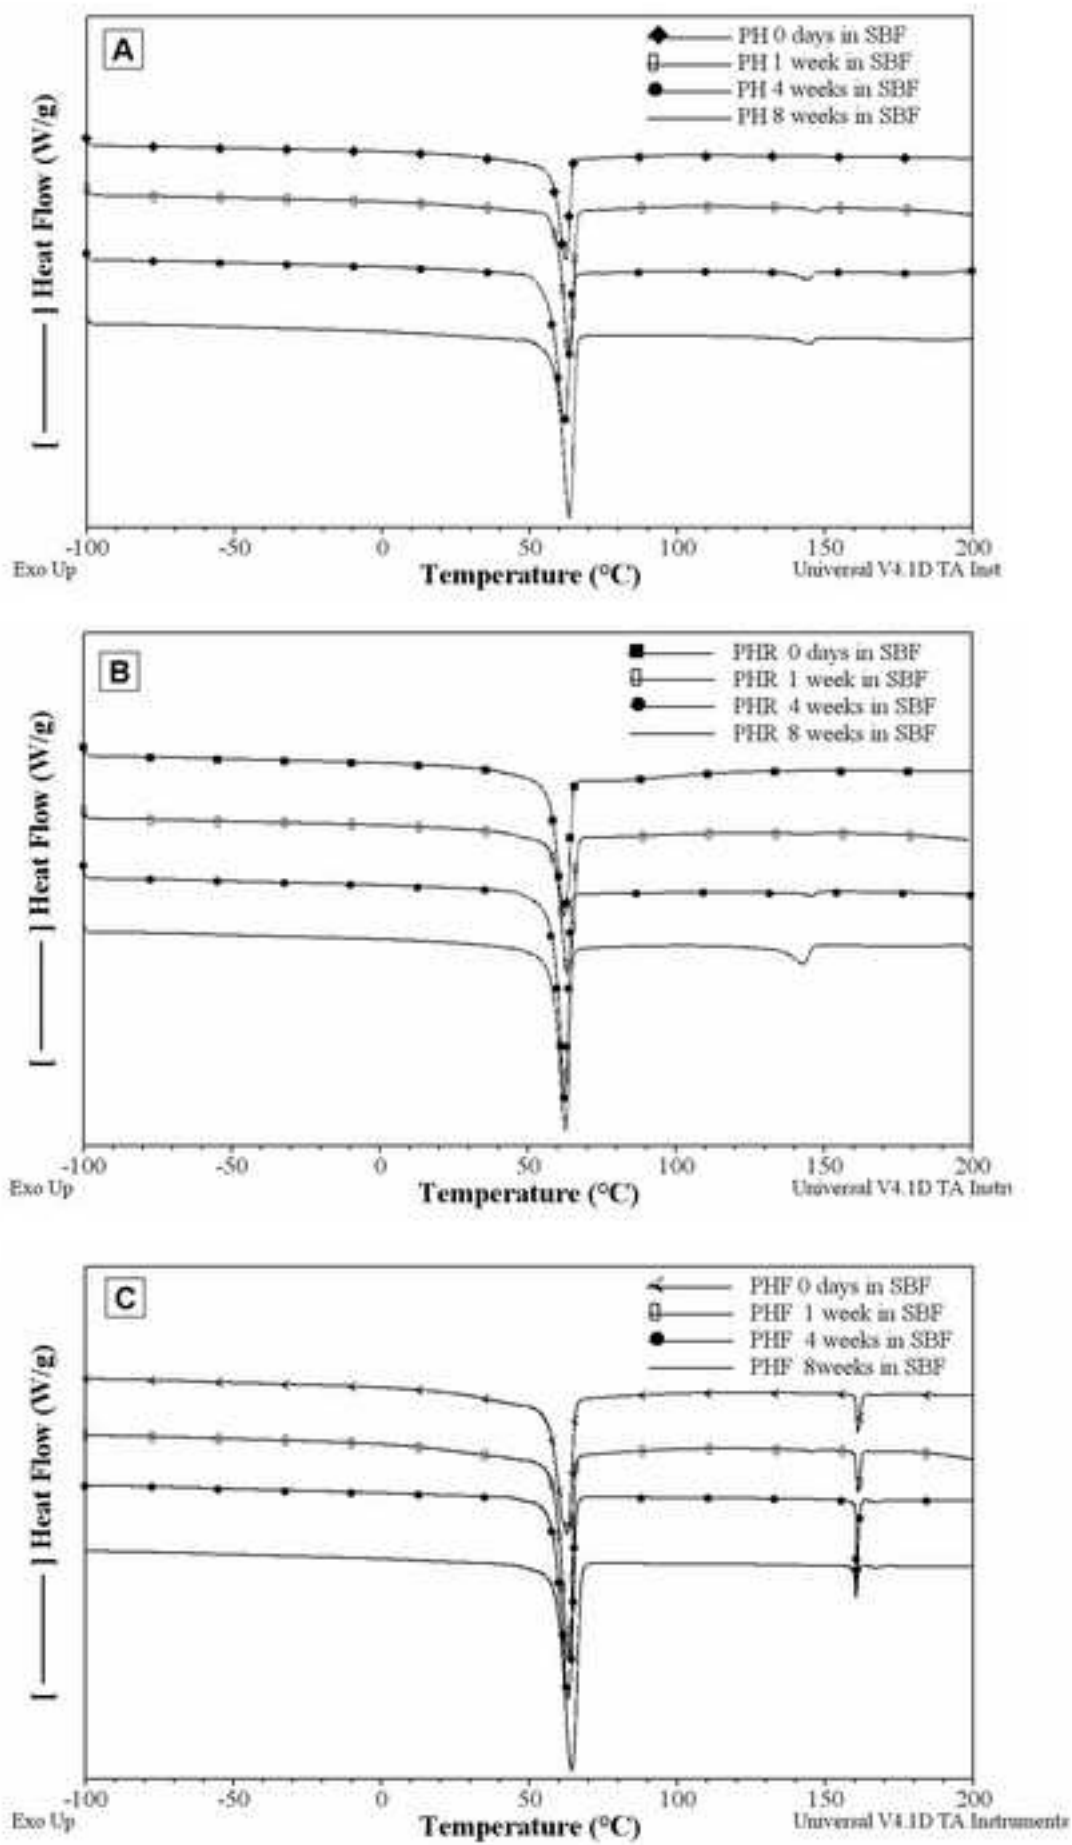 A
PH 0 days in SBF
PH 1 week in SBF
PH 4 weeks in SBF
PH 8 weeks in SBF
[ ——— ] Heat Flow (W/g)
-100 -50 0 50 100 150 200
Exo Up Temperature (°C) Universal V4.1D TA Inst
B
PHR 0 days in SBF
PHR 1 week in SBF
PHR 4 weeks in SBF
PHR 8 weeks in SBF
[ ——— ] Heat Flow (W/g)
-100 -50 0 50 100 150 200
Exo Up Temperature (°C) Universal V4.1D TA Instri
C
PHF 0 days in SBF
PHF 1 week in SBF
PHF 4 weeks in SBF
PHF 8weeks in SBF
[ ——— ] Heat Flow (W/g)
-100 -50 0 50 100 150 200
Exo Up Temperature (°C) Universal V4.1D TA Instruments